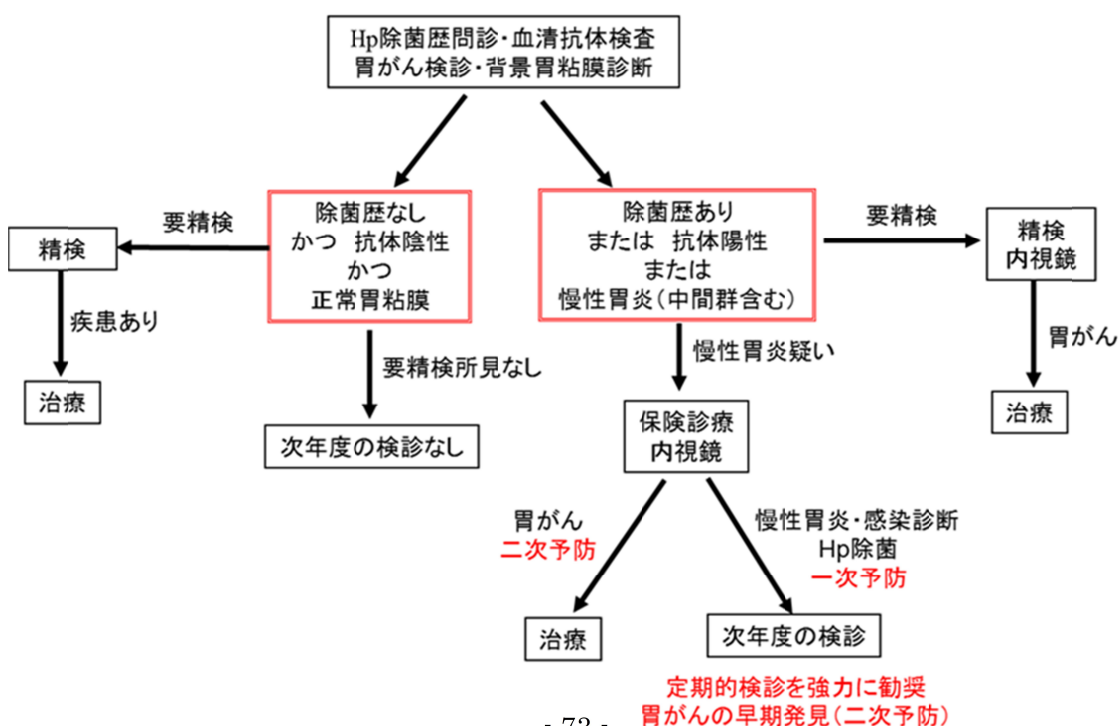 Hp除菌歴問診・血清抗体検査
胃がん検診・背景胃粘膜診断
除菌歴なし
かつ 抗体陰性
かつ
正常胃粘膜
要精検
精検
疾患あり
治療
要精検所見なし
次年度の検診なし
除菌歴あり
または 抗体陽性
または
慢性胃炎（中間群含む）
要精検
精検
内視鏡
胃がん
治療
慢性胃炎疑い
保険診療
内視鏡
胃がん
二次予防
治療
慢性胃炎・感染診断
Hp除菌
一次予防
次年度の検診
定期的検診を強力に勧奨
胃がんの早期発見（二次予防）
- 73 -